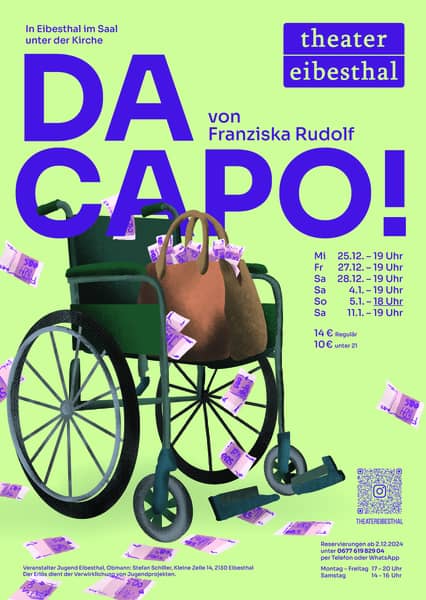 In Eibesthal im Saal
unter der Kirche
theater
eibesthal
DA
von
Franziska Rudolf
CAPO!
Mi 25.12. – 19 Uhr
Fr 27.12. – 19 Uhr
Sa 28.12. – 19 Uhr
Sa 4.1. – 19 Uhr
So 5.1. – 18 Uhr
Sa 11.1. – 19 Uhr
14 € Regulär
10 € unter 21
THEATEREIBESTHAL
Reservierungen ab 2.12.2024
unter 0677 619 829 04
per Telefon oder WhatsApp
Montag – Freitag 17 – 20 Uhr
Samstag 14 – 16 Uhr
Veranstalter Jugend Eibesthal, Obmann: Stefan Schiller, Kleine Zeile 14, 2130 Eibesthal
Der Erlös dient der Verwirklichung von Jugendprojekten.